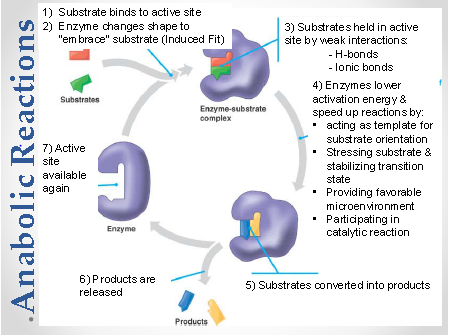 Anabolic Reactions
1) Substrate binds to active site
2) Enzyme changes shape to
"embrace" substrate (Induced Fit)
3) Substrates held in active
site by weak interactions:
- H-bonds
- Ionic bonds
Substrates
Enzyme-substrate
complex
4) Enzymes lower
activation energy &
speed up reactions by:
• acting as template for
substrate orientation
• Stressing substrate &
stabilizing transition
state
• Providing favorable
microenvironment
• Participating in
catalytic reaction
7) Active
site
available
again
Enzyme
6) Products are
released
5) Substrates converted into products
Products